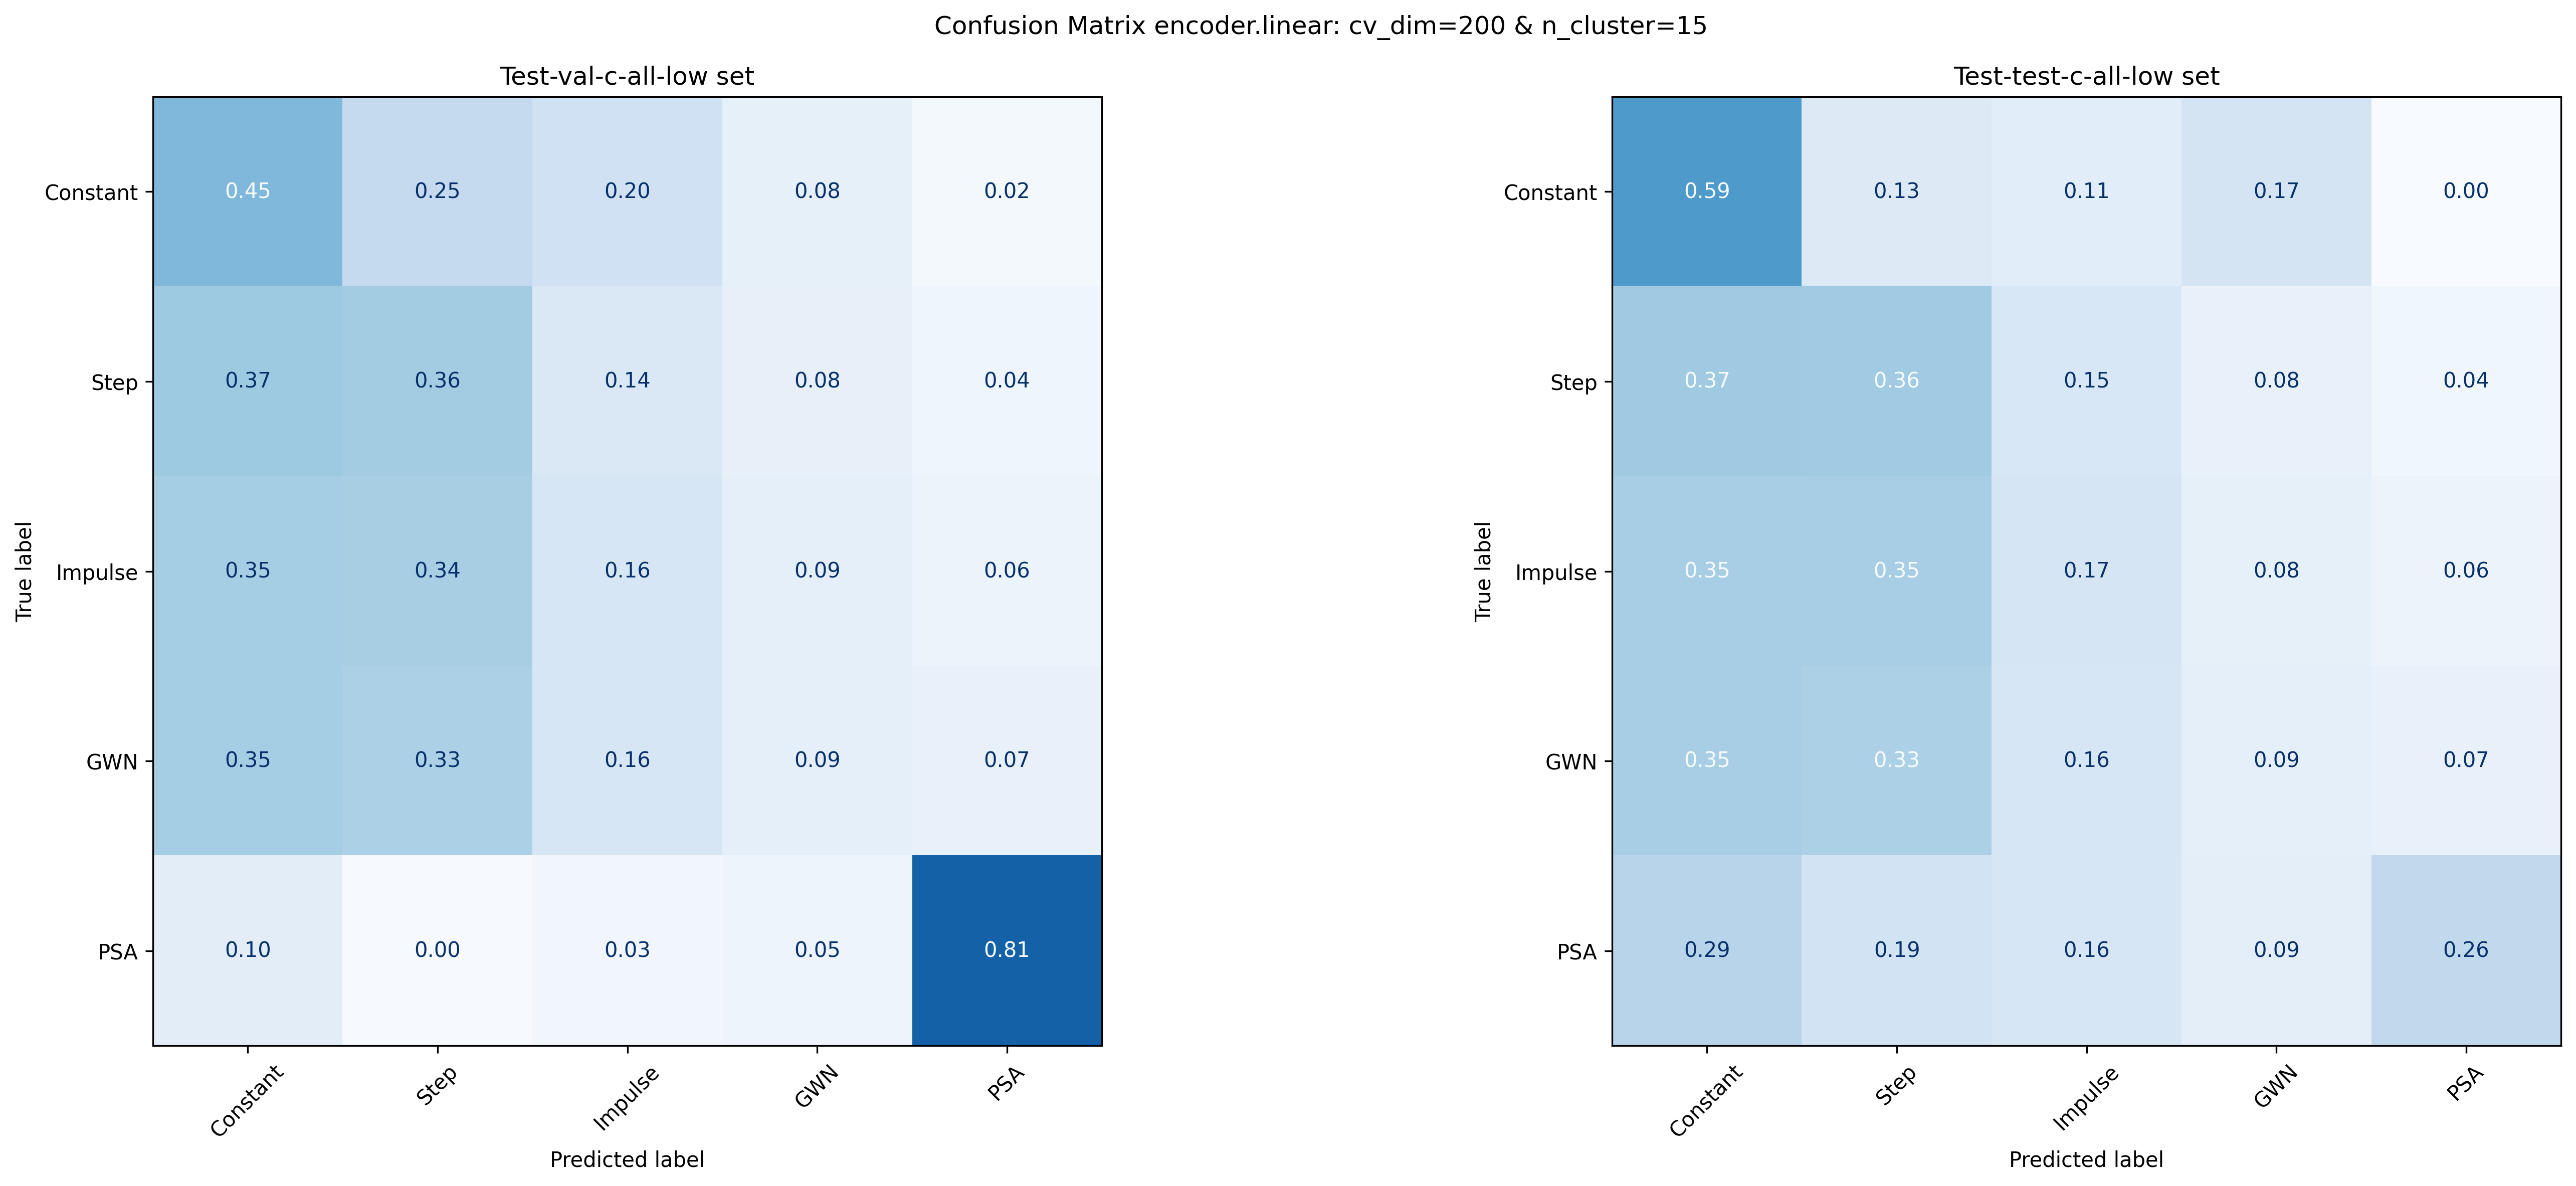 Confusion Matrix encoder.linear: cv_dim=200 & n_cluster=15
Test-val-c-all-low set
True label
Constant 0.45 0.25 0.20 0.08 0.02
Step 0.37 0.36 0.14 0.08 0.04
Impulse 0.35 0.34 0.16 0.09 0.06
GWN 0.35 0.33 0.16 0.09 0.07
PSA 0.10 0.00 0.03 0.05 0.81
Constant Step Impulse GWN PSA
Predicted label
Test-test-c-all-low set
True label
Constant 0.59 0.13 0.11 0.17 0.00
Step 0.37 0.36 0.15 0.08 0.04
Impulse 0.35 0.35 0.17 0.08 0.06
GWN 0.35 0.33 0.16 0.09 0.07
PSA 0.29 0.19 0.16 0.09 0.26
Constant Step Impulse GWN PSA
Predicted label